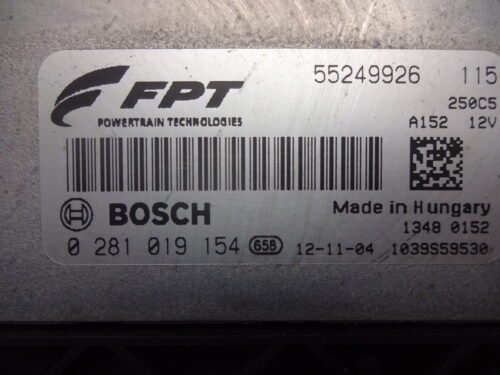 FPT 55249926 115
250C5
POWERTRAIN TECHNOLOGIES A152 12V
BOSCH Made in Hungary
1348 0152
0 281 019 154 658 12-11-04 1039S59530